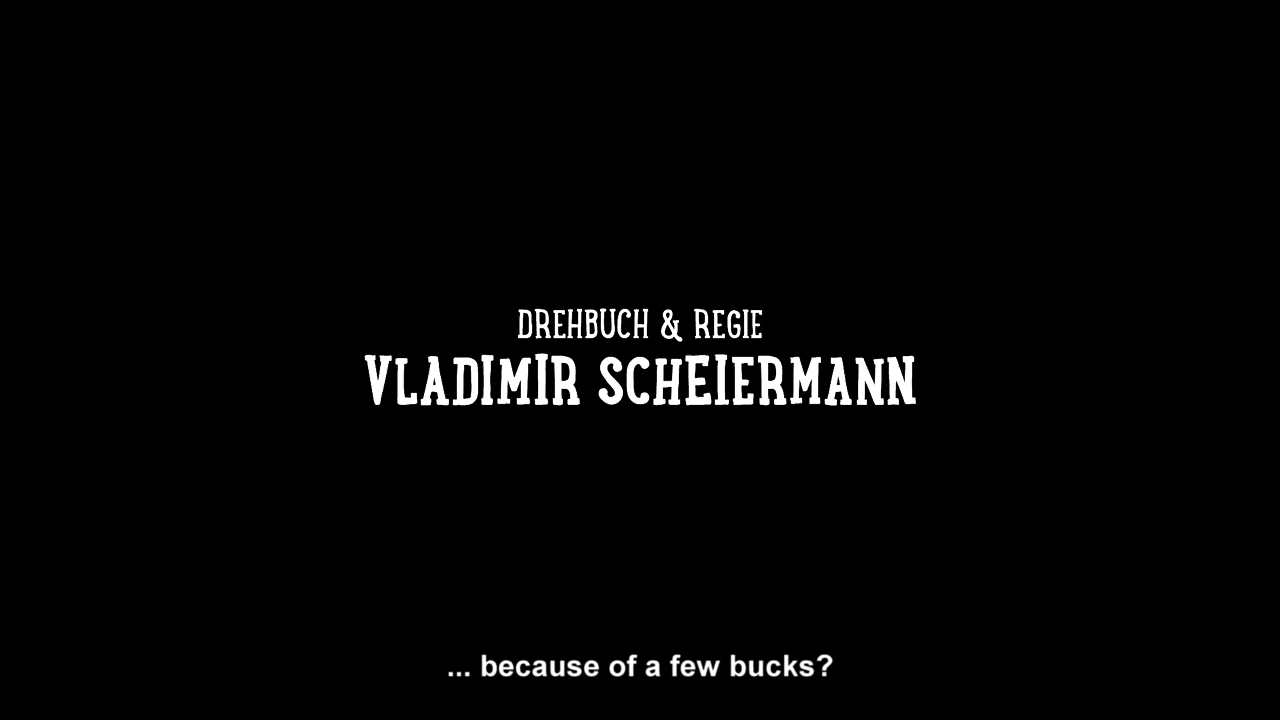 DREHBUCH & REGIE
VLADIMIR SCHEIERMANN
... because of a few bucks?